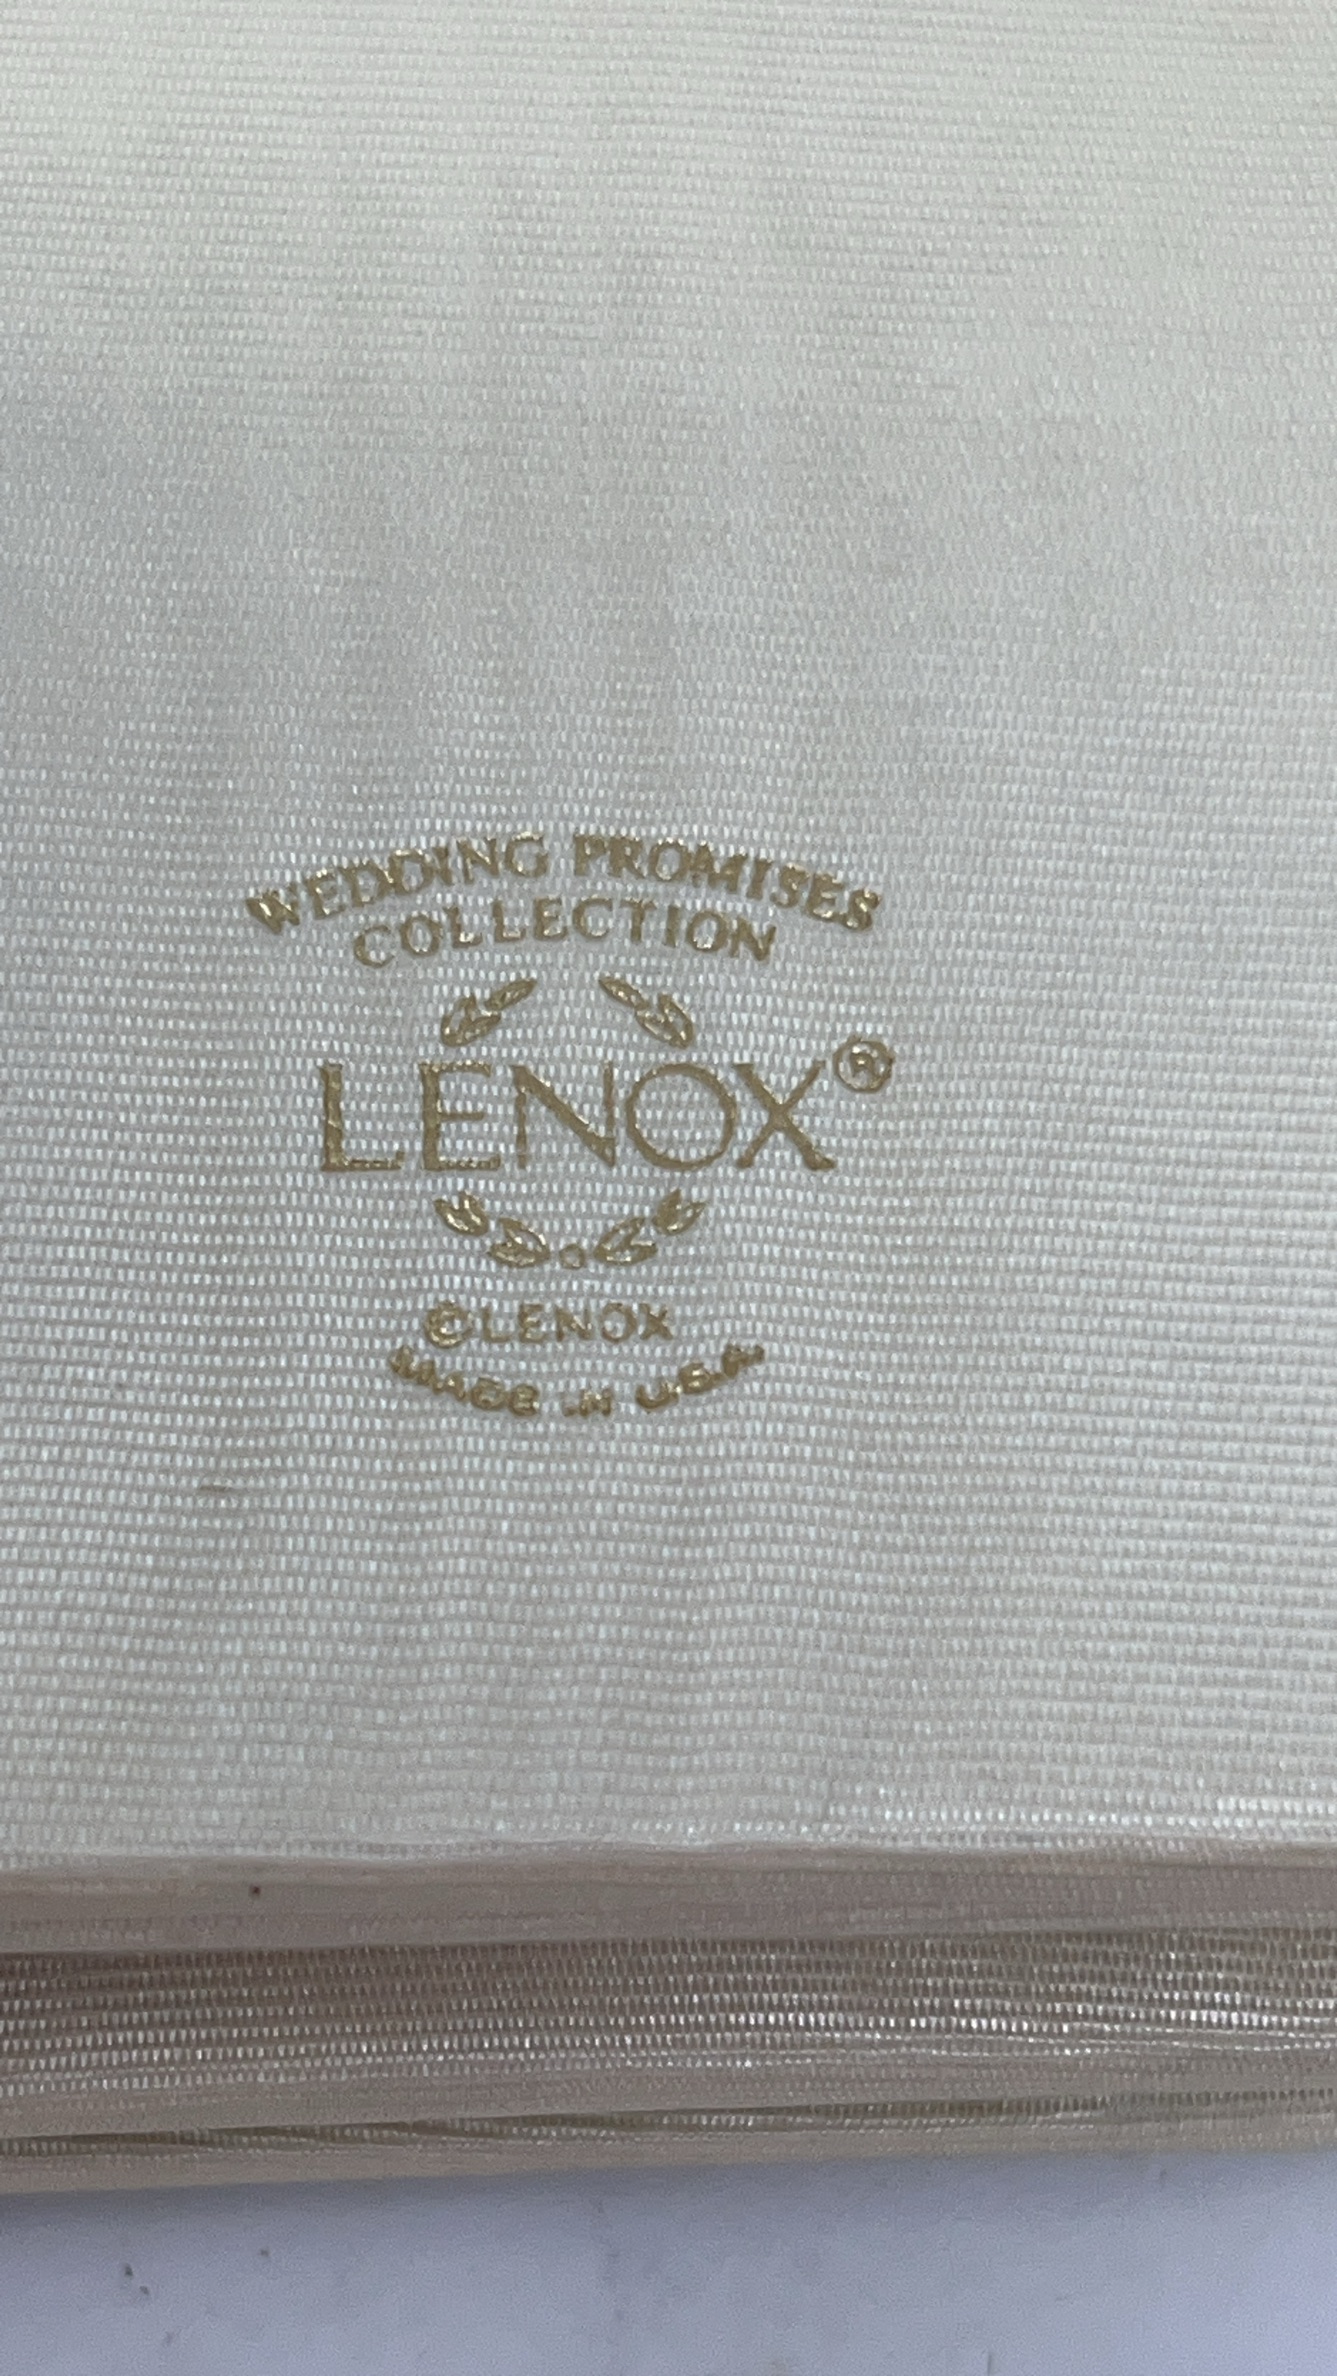 WEDDING PROMISES
COLLECTION
LENOX®
©LENOX
MADE IN U.S.A.